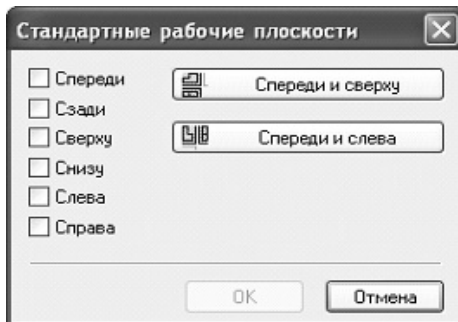 Стандартные рабочие плоскости
Спереди
Сзади
Сверху
Снизу
Слева
Справа
Спереди и сверху
Спереди и слева
OK
Отмена